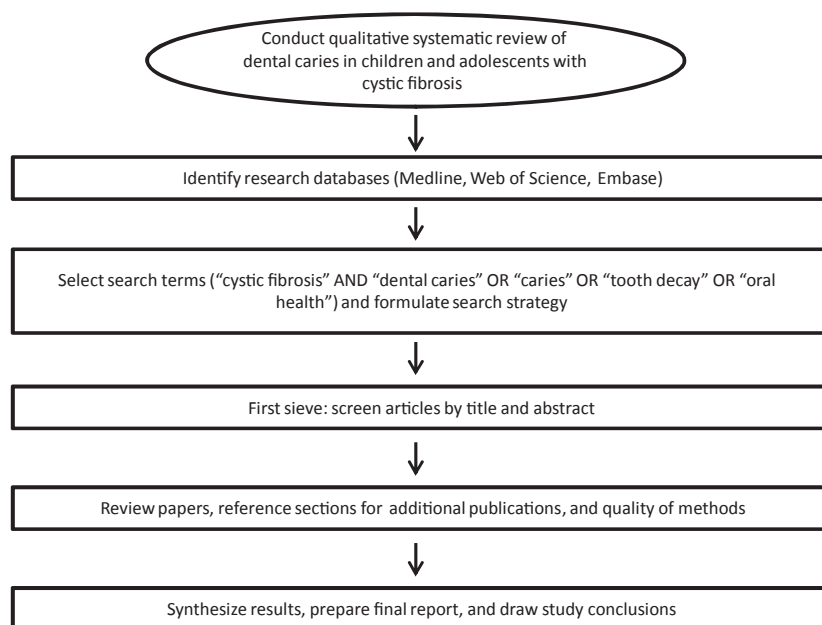 Conduct qualitative systematic review of
dental caries in children and adolescents with
cystic fibrosis
Identify research databases (Medline, Web of Science, Embase)
Select search terms (“cystic fibrosis” AND “dental caries” OR “caries” OR “tooth decay” OR “oral
health”) and formulate search strategy
First sieve: screen articles by title and abstract
Review papers, reference sections for additional publications, and quality of methods
Synthesize results, prepare final report, and draw study conclusions